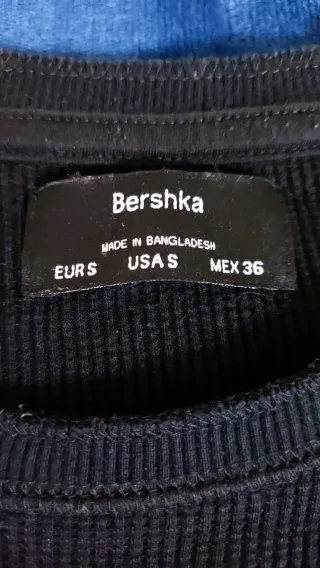 Bershka
MADE IN BANGLADESH
EUR S USA S MEX 36